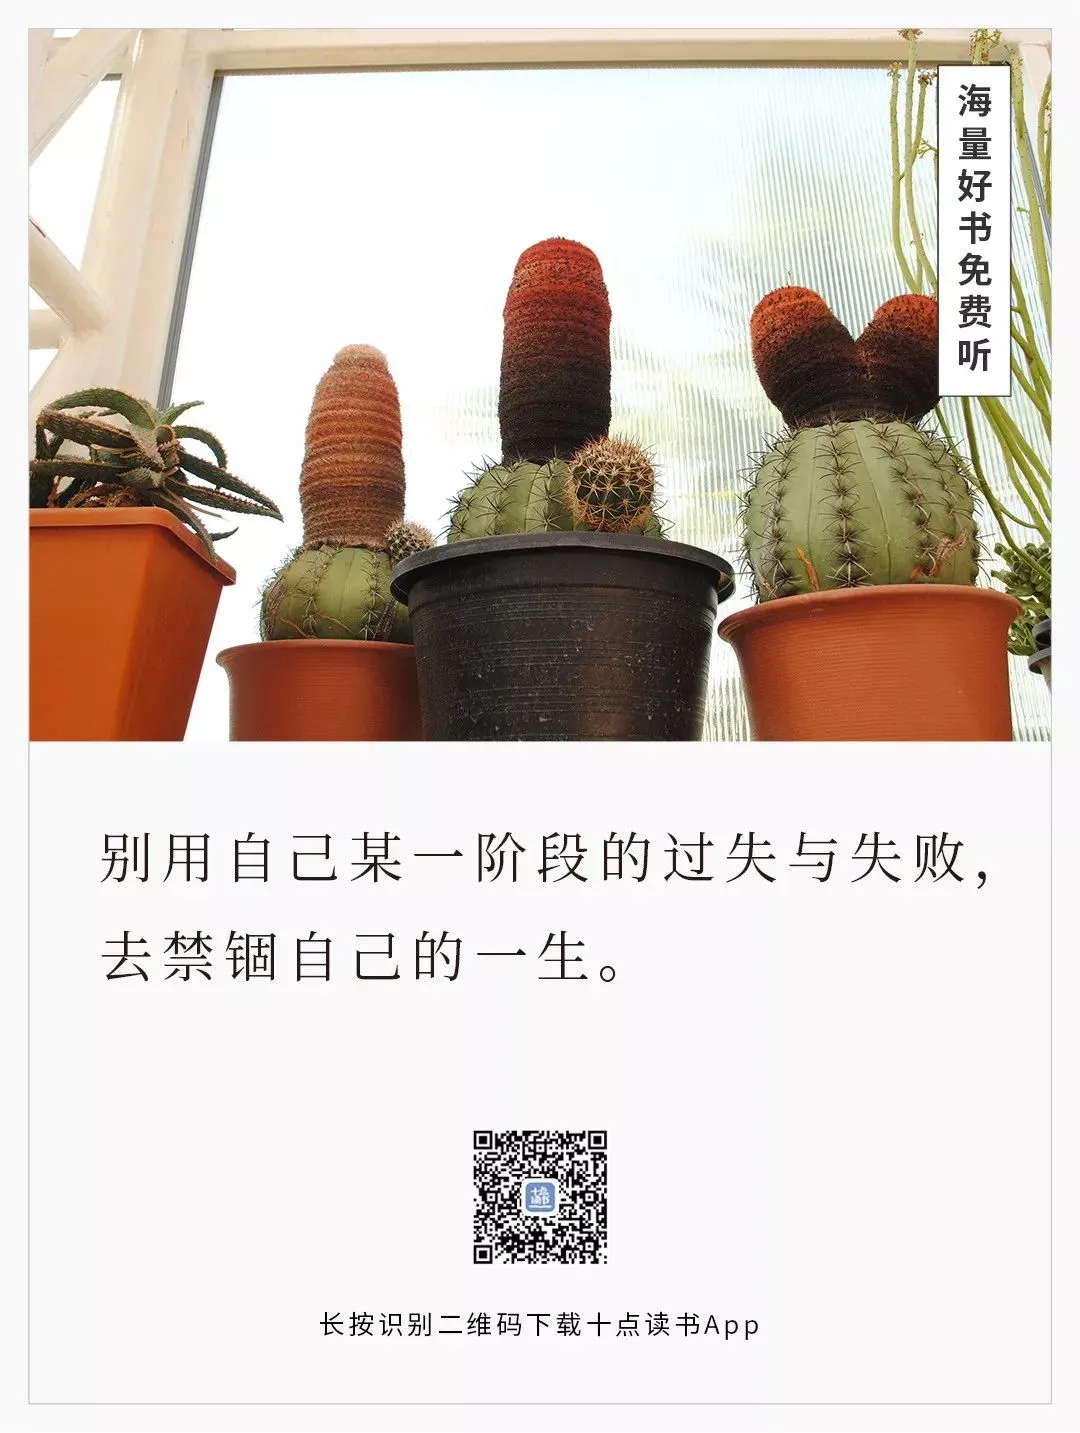 海量好书免费听
别用自己某一阶段的过失与失败,
去禁锢自己的一生。
长按识别二维码下载十点读书App